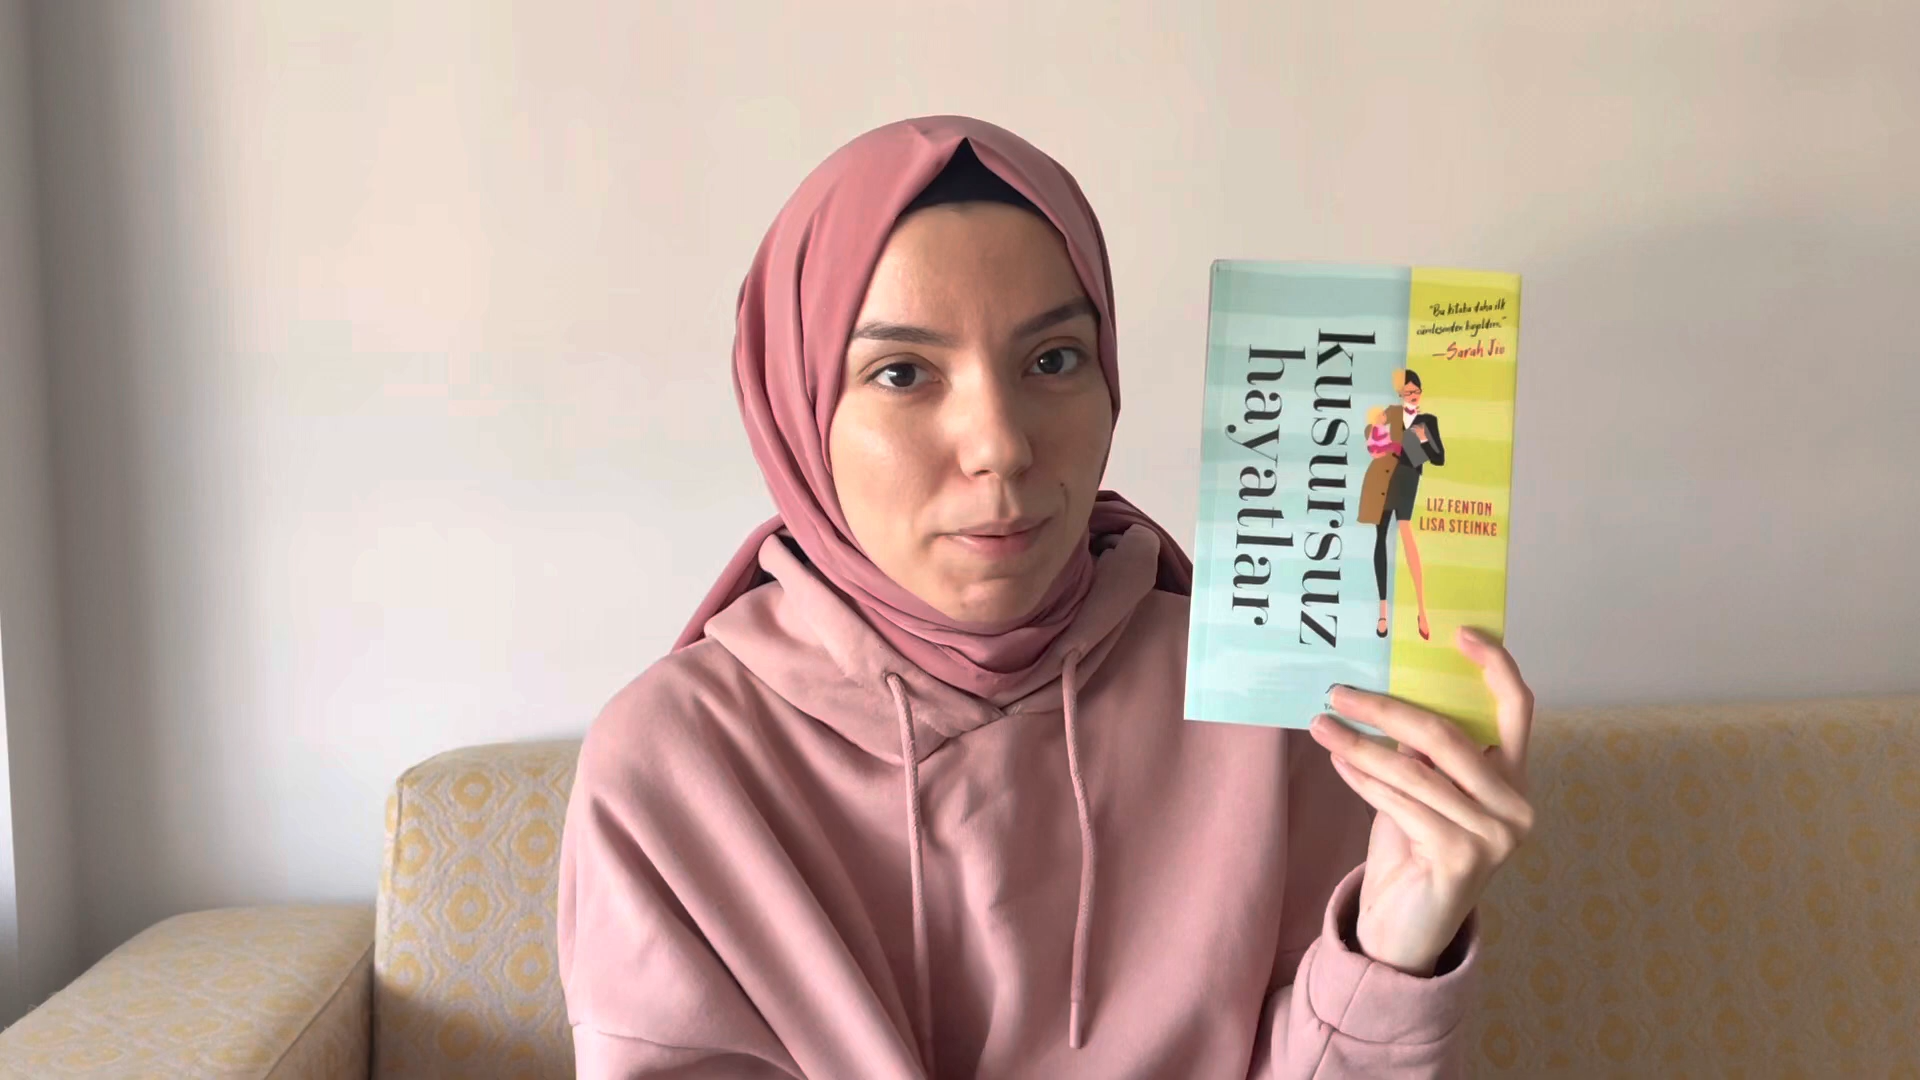 "Bu kitaba daha ilk
cümlesinden bayıldım."
—Sarah Jio
kusursuz
hayatlar
LIZ FENTON
LISA STEINKE